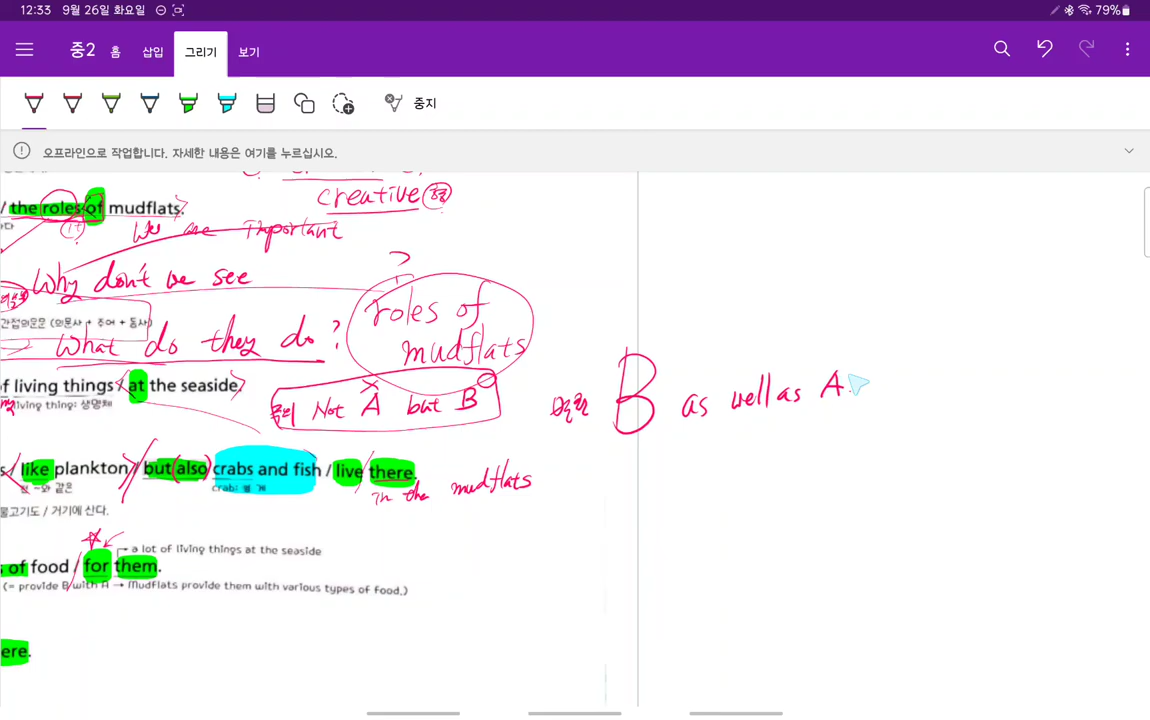 12:33 9월 26일 화요일 79%
중2 홈 삽입 그리기 보기
중지
오프라인으로 작업합니다. 자세한 내용은 여기를 누르십시오.
creative
/ the roles of mudflats.
We are Important
Why don't we see
?
roles of
mudflats
간접의문문 (의문사 + 주어 + 동사)
What do they do ?
of living things at the seaside.
living thing: 생명체
Not A but B
B as well as A
/ like plankton / but also crabs and fish / live there.
전 ~와 같은 crab: 명 게
in the mudflats
물고기도 / 거기에 산다.
a lot of living things at the seaside
s of food / for them.
(= provide B with A → Mudflats provide them with various types of food.)
ere.